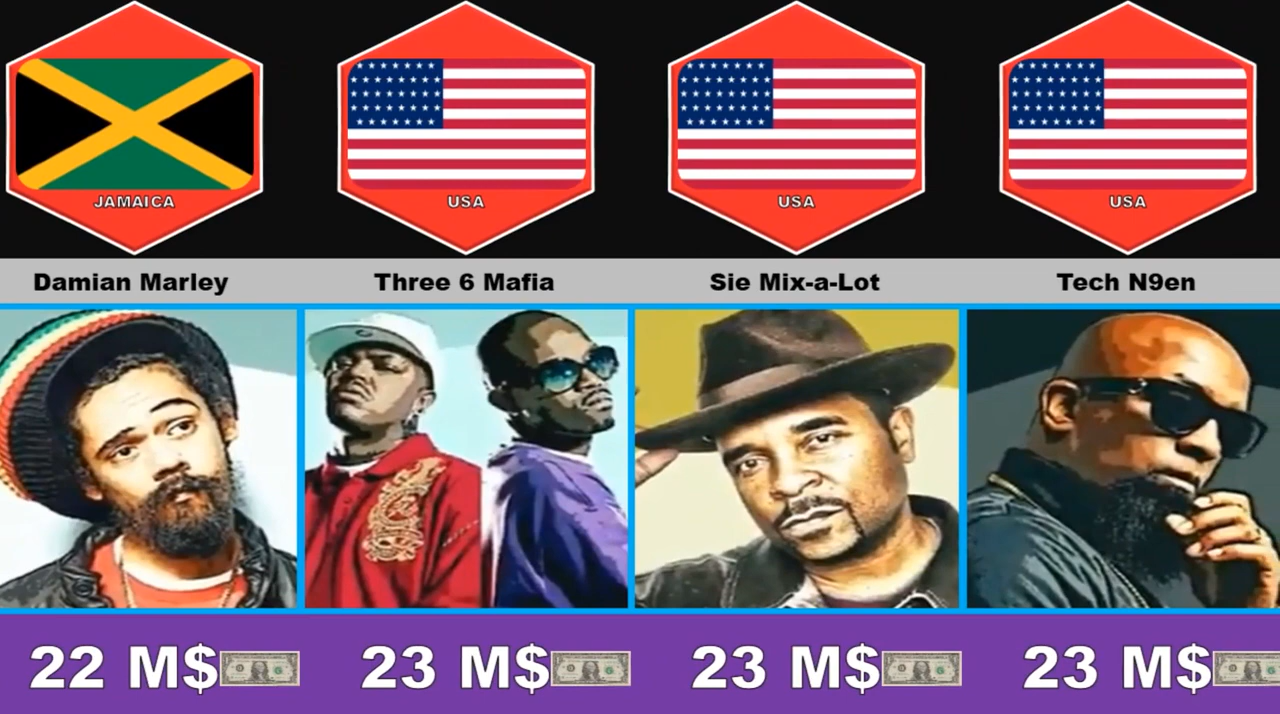 JAMAICA
USA
USA
USA
Damian Marley
Three 6 Mafia
Sie Mix-a-Lot
Tech N9en
22 M$
23 M$
23 M$
23 M$